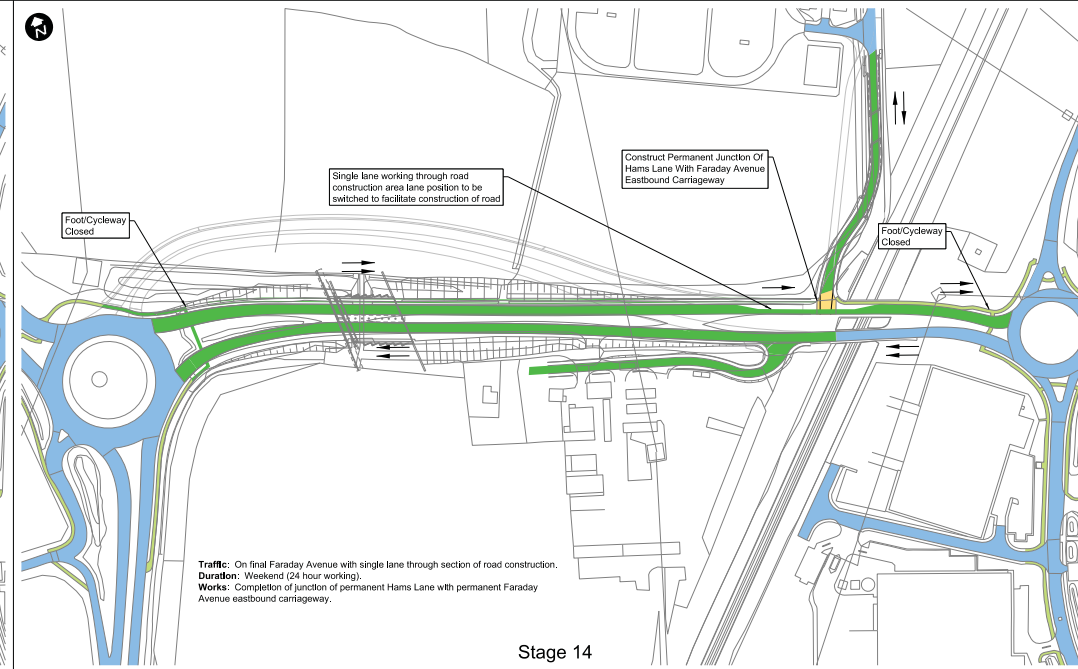 N
Construct Permanent Junction Of
Hams Lane With Faraday Avenue
Eastbound Carriageway
Single lane working through road
construction area lane position to be
switched to facilitate construction of road
Foot/Cycleway
Closed
Foot/Cycleway
Closed
Traffic: On final Faraday Avenue with single lane through section of road construction.
Duration: Weekend (24 hour working).
Works: Completion of junction of permanent Hams Lane with permanent Faraday
Avenue eastbound carriageway.
Stage 14